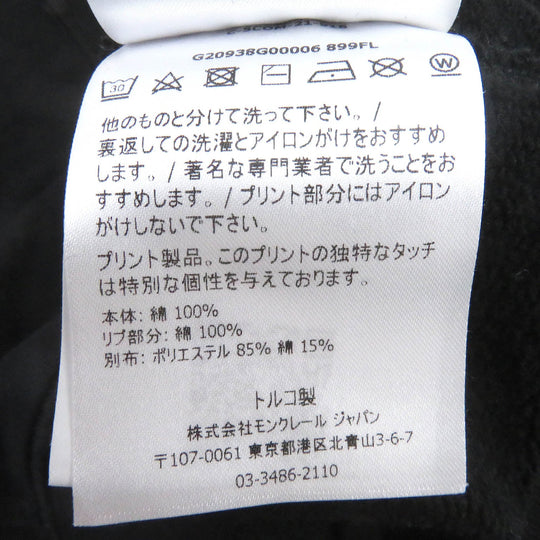 G20938G00006 899FL
30 W
他のものと分けて洗って下さい。/
裏返しての洗濯とアイロンがけをおすすめ
します。/ 著名な専門業者で洗うことをお
すすめします。/ プリント部分にはアイロン
がけしないで下さい。
プリント製品。このプリントの独特なタッチ
は特別な個性を与えております。
本体: 綿 100%
リブ部分: 綿 100%
別布: ポリエステル 85% 綿 15%
トルコ製
株式会社モンクレール ジャパン
〒107-0061 東京都港区北青山3-6-7
03-3486-2110